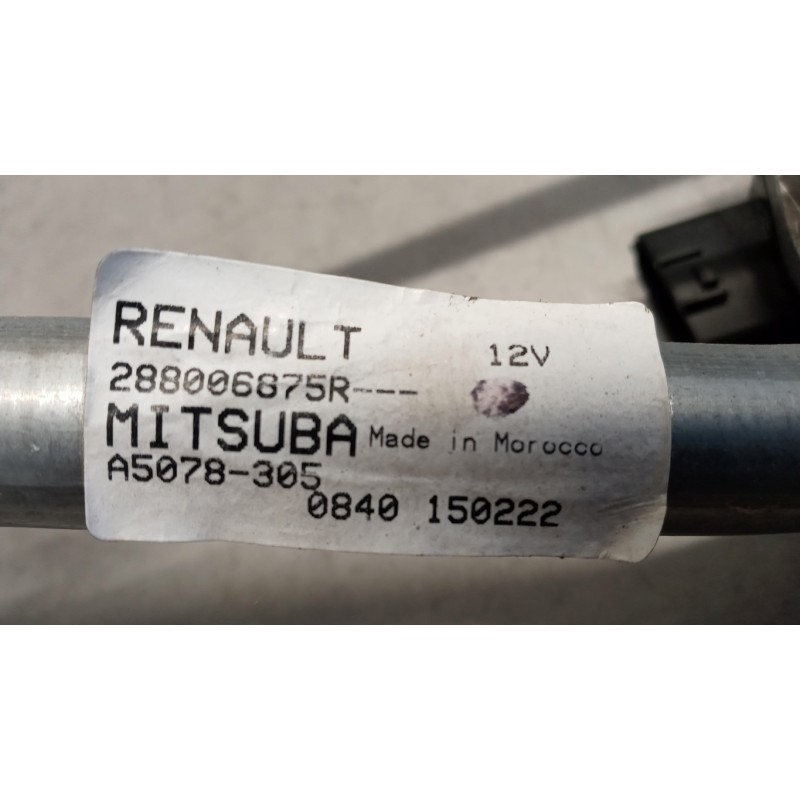 RENAULT 12V
288006875R---
MITSUBA Made in Morocco
A5078-305
0840 150222